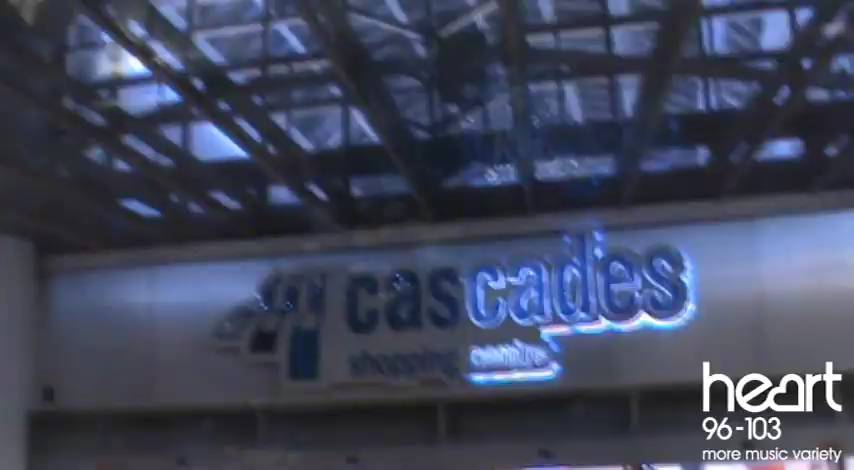 cascades
shopping centre
heart
96-103
more music variety